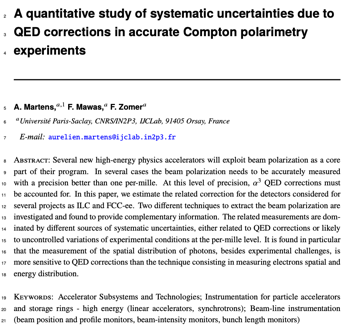 2 A quantitative study of systematic uncertainties due to
3 QED corrections in accurate Compton polarimetry
4 experiments
5 A. Martens,a,1 F. Mawas,a F. Zomera
6 aUniversité Paris-Saclay, CNRS/IN2P3, IJCLab, 91405 Orsay, France
7 E-mail: aurelien.martens@ijclab.in2p3.fr
8 Abstract: Several new high-energy physics accelerators will exploit beam polarization as a core
9 part of their program. In several cases the beam polarization needs to be accurately measured
10 with a precision better than one per-mille. At this level of precision, α3 QED corrections must
11 be accounted for. In this paper, we estimate the related correction for the detectors considered for
12 several projects as ILC and FCC-ee. Two different techniques to extract the beam polarization are
13 investigated and found to provide complementary information. The related measurements are dom-
14 inated by different sources of systematic uncertainties, either related to QED corrections or likely
15 to uncontrolled variations of experimental conditions at the per-mille level. It is found in particular
16 that the measurement of the spatial distribution of photons, besides experimental challenges, is
17 more sensitive to QED corrections than the technique consisting in measuring electrons spatial and
18 energy distribution.
19 Keywords: Accelerator Subsystems and Technologies; Instrumentation for particle accelerators
20 and storage rings - high energy (linear accelerators, synchrotrons); Beam-line instrumentation
21 (beam position and profile monitors, beam-intensity monitors, bunch length monitors)